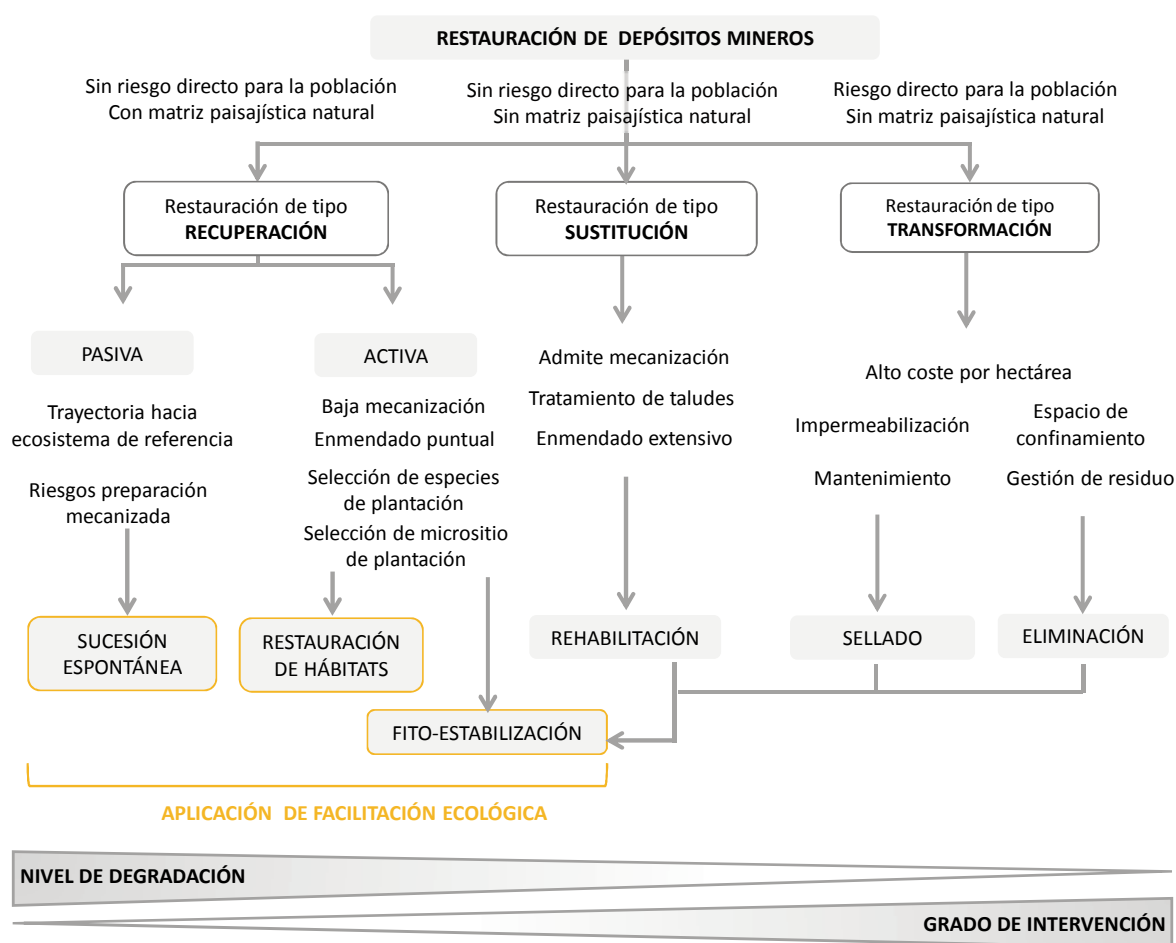 RESTAURACIÓN DE DEPÓSITOS MINEROS
Sin riesgo directo para la población
Con matriz paisajística natural
Sin riesgo directo para la población
Sin matriz paisajística natural
Riesgo directo para la población
Sin matriz paisajística natural
Restauración de tipo
RECUPERACIÓN
Restauración de tipo
SUSTITUCIÓN
Restauración de tipo
TRANSFORMACIÓN
PASIVA
Trayectoria hacia
ecosistema de referencia
Riesgos preparación
mecanizada
ACTIVA
Baja mecanización
Enmendado puntual
Selección de especies
de plantación
Selección de micrositio
de plantación
Admite mecanización
Tratamiento de taludes
Enmendado extensivo
Alto coste por hectárea
Impermeabilización
Mantenimiento
Espacio de
confinamiento
Gestión de residuo
SUCESIÓN
ESPONTÁNEA
RESTAURACIÓN
DE HÁBITATS
REHABILITACIÓN
SELLADO
ELIMINACIÓN
FITO-ESTABILIZACIÓN
APLICACIÓN DE FACILITACIÓN ECOLÓGICA
NIVEL DE DEGRADACIÓN
GRADO DE INTERVENCIÓN